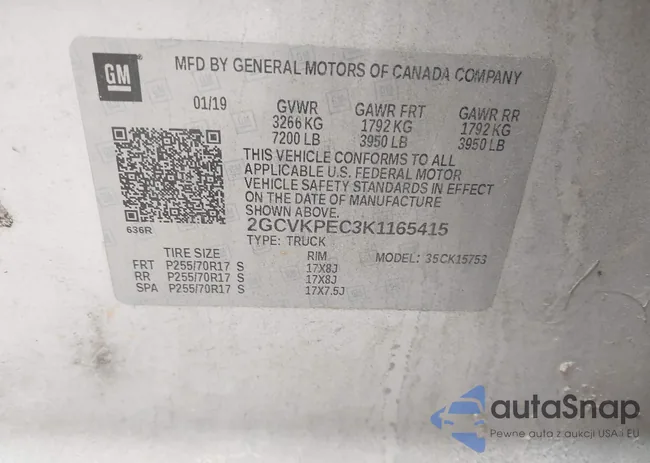 GM
MFD BY GENERAL MOTORS OF CANADA COMPANY
01/19 GVWR GAWR FRT GAWR RR
3266 KG 1792 KG 1792 KG
7200 LB 3950 LB 3950 LB
THIS VEHICLE CONFORMS TO ALL
APPLICABLE U.S. FEDERAL MOTOR
VEHICLE SAFETY STANDARDS IN EFFECT
ON THE DATE OF MANUFACTURE
SHOWN ABOVE.
636R
2GCVKPEC3K1165415
TYPE: TRUCK
TIRE SIZE RIM MODEL: 35CK15753
FRT P255/70R17 S 17X8J
RR P255/70R17 S 17X8J
SPA P255/70R17 S 17X7.5J
autaSnap
Pewne auta z aukcji USA i EU